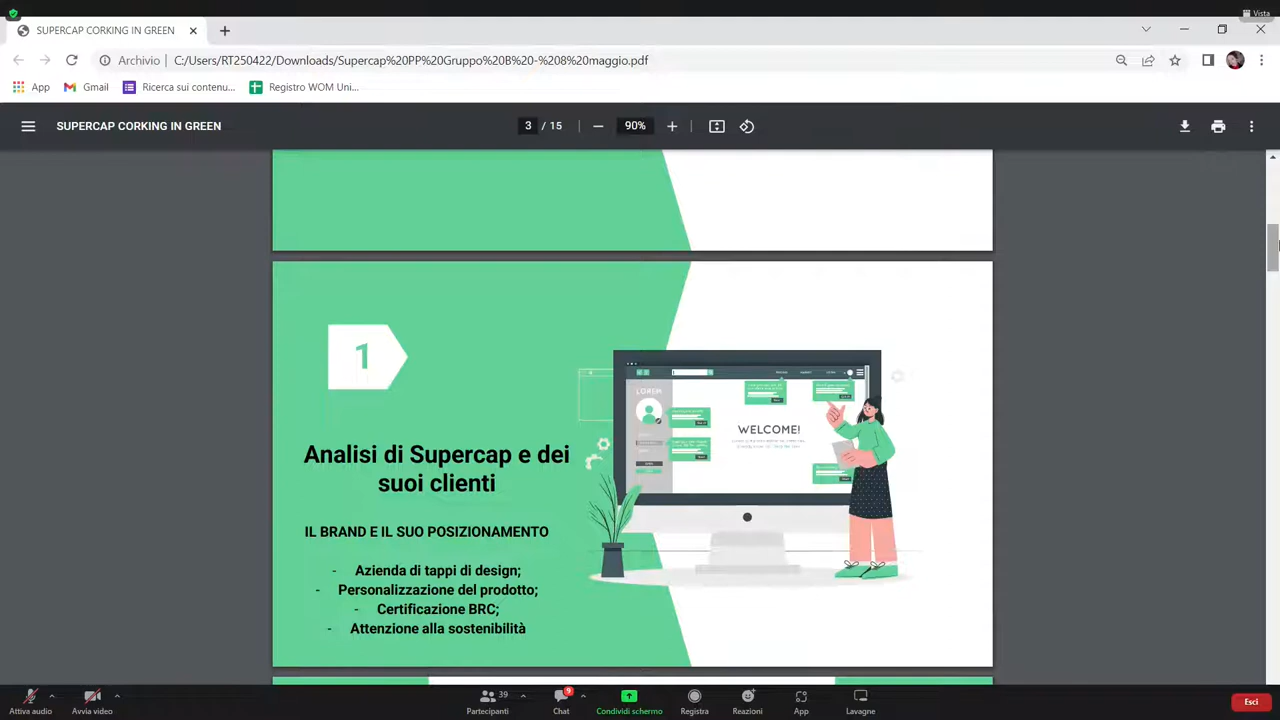 Vista
SUPERCAP CORKING IN GREEN
Archivio
C:/Users/RT250422/Downloads/Supercap%20PP%20Gruppo%20B%20-%208%20maggio.pdf
App
Gmail
Ricerca sui contenu...
Registro WOM Uni...
SUPERCAP CORKING IN GREEN
3 / 15
90%
1
Analisi di Supercap e dei
suoi clienti
IL BRAND E IL SUO POSIZIONAMENTO
- Azienda di tappi di design;
- Personalizzazione del prodotto;
- Certificazione BRC;
- Attenzione alla sostenibilità
LOREM
WELCOME!
Attiva audio
Avvia video
Partecipanti
39
Chat
9
Condividi schermo
Registra
Reazioni
App
Lavagne
Esci